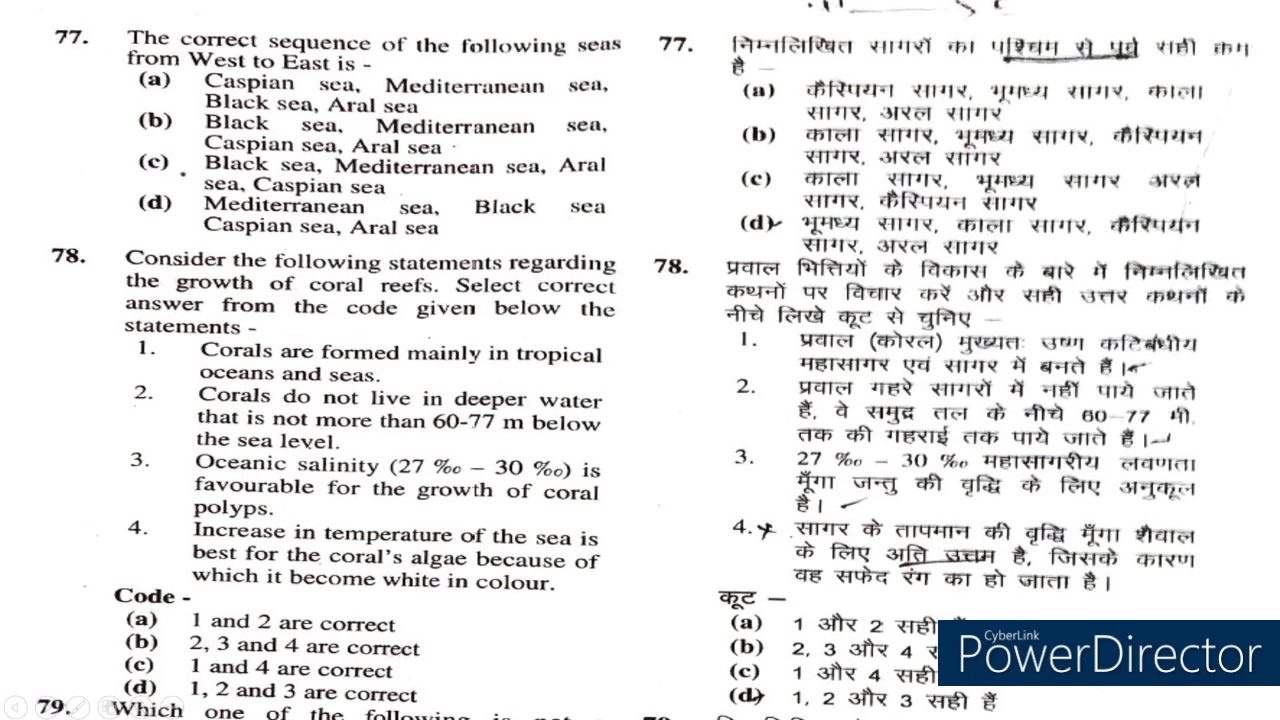 77. The correct sequence of the following seas
from West to East is -
(a) Caspian sea, Mediterranean sea,
Black sea, Aral sea
(b) Black sea, Mediterranean sea,
Caspian sea, Aral sea
(c) Black sea, Mediterranean sea, Aral
sea, Caspian sea
(d) Mediterranean sea, Black sea
Caspian sea, Aral sea
78. Consider the following statements regarding
the growth of coral reefs. Select correct
answer from the code given below the
statements -
1. Corals are formed mainly in tropical
oceans and seas.
2. Corals do not live in deeper water
that is not more than 60-77 m below
the sea level.
3. Oceanic salinity (27 ‰ – 30 ‰) is
favourable for the growth of coral
polyps.
4. Increase in temperature of the sea is
best for the coral's algae because of
which it become white in colour.
Code -
(a) 1 and 2 are correct
(b) 2, 3 and 4 are correct
(c) 1 and 4 are correct
(d) 1, 2 and 3 are correct
79. Which one of the following is not
77. निम्नलिखित सागरों का पश्चिम से पूर्व सही क्रम
है –
(a) कैस्पियन सागर, भूमध्य सागर, काला
सागर, अरल सागर
(b) काला सागर, भूमध्य सागर, कैस्पियन
सागर, अरल सागर
(c) काला सागर, भूमध्य सागर अरल
सागर, कैस्पियन सागर
(d) भूमध्य सागर, काला सागर, कैस्पियन
सागर, अरल सागर
78. प्रवाल भित्तियों के विकास के बारे में निम्नलिखित
कथनों पर विचार करें और सही उत्तर कथनों के
नीचे लिखे कूट से चुनिए –
1. प्रवाल (कोरल) मुख्यतः उष्ण कटिबंधीय
महासागर एवं सागर में बनते हैं।
2. प्रवाल गहरे सागरों में नहीं पाये जाते
हैं, वे समुद्र तल के नीचे 60–77 मी.
तक की गहराई तक पाये जाते हैं।
3. 27 ‰ – 30 ‰ महासागरीय लवणता
मूँगा जन्तु की वृद्धि के लिए अनुकूल
है।
4. सागर के तापमान की वृद्धि मूँगा शैवाल
के लिए अति उत्तम है, जिसके कारण
वह सफेद रंग का हो जाता है।
कूट –
(a) 1 और 2 सही
(b) 2, 3 और 4
(c) 1 और 4 सही
(d) 1, 2 और 3 सही हैं
CyberLink
PowerDirector